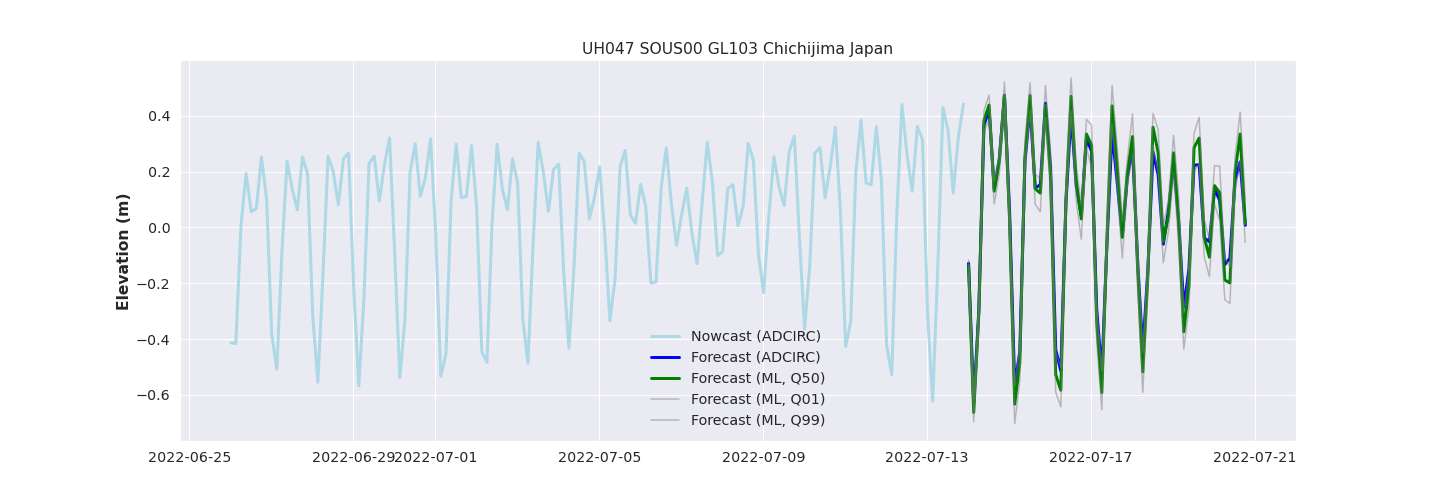 UH047 SOUS00 GL103 Chichijima Japan
Elevation (m)
0.4
0.2
0.0
−0.2
−0.4
−0.6
Nowcast (ADCIRC)
Forecast (ADCIRC)
Forecast (ML, Q50)
Forecast (ML, Q01)
Forecast (ML, Q99)
2022-06-25 2022-06-29 2022-07-01 2022-07-05 2022-07-09 2022-07-13 2022-07-17 2022-07-21